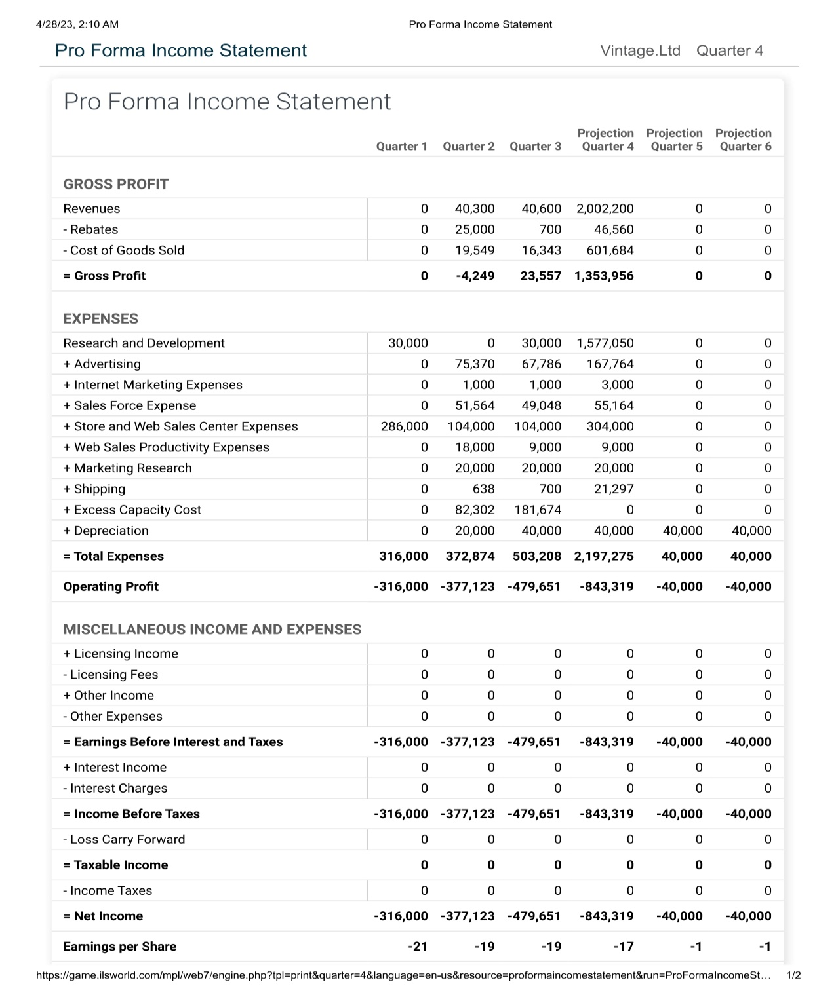 4/28/23, 2:10 AM Pro Forma Income Statement
Pro Forma Income Statement Vintage.Ltd Quarter 4
Pro Forma Income Statement
Projection Projection Projection
Quarter 1 Quarter 2 Quarter 3 Quarter 4 Quarter 5 Quarter 6
GROSS PROFIT
Revenues 0 40,300 40,600 2,002,200 0 0
- Rebates 0 25,000 700 46,560 0 0
- Cost of Goods Sold 0 19,549 16,343 601,684 0 0
= Gross Profit 0 -4,249 23,557 1,353,956 0 0
EXPENSES
Research and Development 30,000 0 30,000 1,577,050 0 0
+ Advertising 0 75,370 67,786 167,764 0 0
+ Internet Marketing Expenses 0 1,000 1,000 3,000 0 0
+ Sales Force Expense 0 51,564 49,048 55,164 0 0
+ Store and Web Sales Center Expenses 286,000 104,000 104,000 304,000 0 0
+ Web Sales Productivity Expenses 0 18,000 9,000 9,000 0 0
+ Marketing Research 0 20,000 20,000 20,000 0 0
+ Shipping 0 638 700 21,297 0 0
+ Excess Capacity Cost 0 82,302 181,674 0 0 0
+ Depreciation 0 20,000 40,000 40,000 40,000 40,000
= Total Expenses 316,000 372,874 503,208 2,197,275 40,000 40,000
Operating Profit -316,000 -377,123 -479,651 -843,319 -40,000 -40,000
MISCELLANEOUS INCOME AND EXPENSES
+ Licensing Income 0 0 0 0 0 0
- Licensing Fees 0 0 0 0 0 0
+ Other Income 0 0 0 0 0 0
- Other Expenses 0 0 0 0 0 0
= Earnings Before Interest and Taxes -316,000 -377,123 -479,651 -843,319 -40,000 -40,000
+ Interest Income 0 0 0 0 0 0
- Interest Charges 0 0 0 0 0 0
= Income Before Taxes -316,000 -377,123 -479,651 -843,319 -40,000 -40,000
- Loss Carry Forward 0 0 0 0 0 0
= Taxable Income 0 0 0 0 0 0
- Income Taxes 0 0 0 0 0 0
= Net Income -316,000 -377,123 -479,651 -843,319 -40,000 -40,000
Earnings per Share -21 -19 -19 -17 -1 -1
https://game.ilsworld.com/mpl/web7/engine.php?tpl=print&quarter=4&language=en-us&resource=proformaincomestatement&run=ProFormaIncomeSt… 1/2